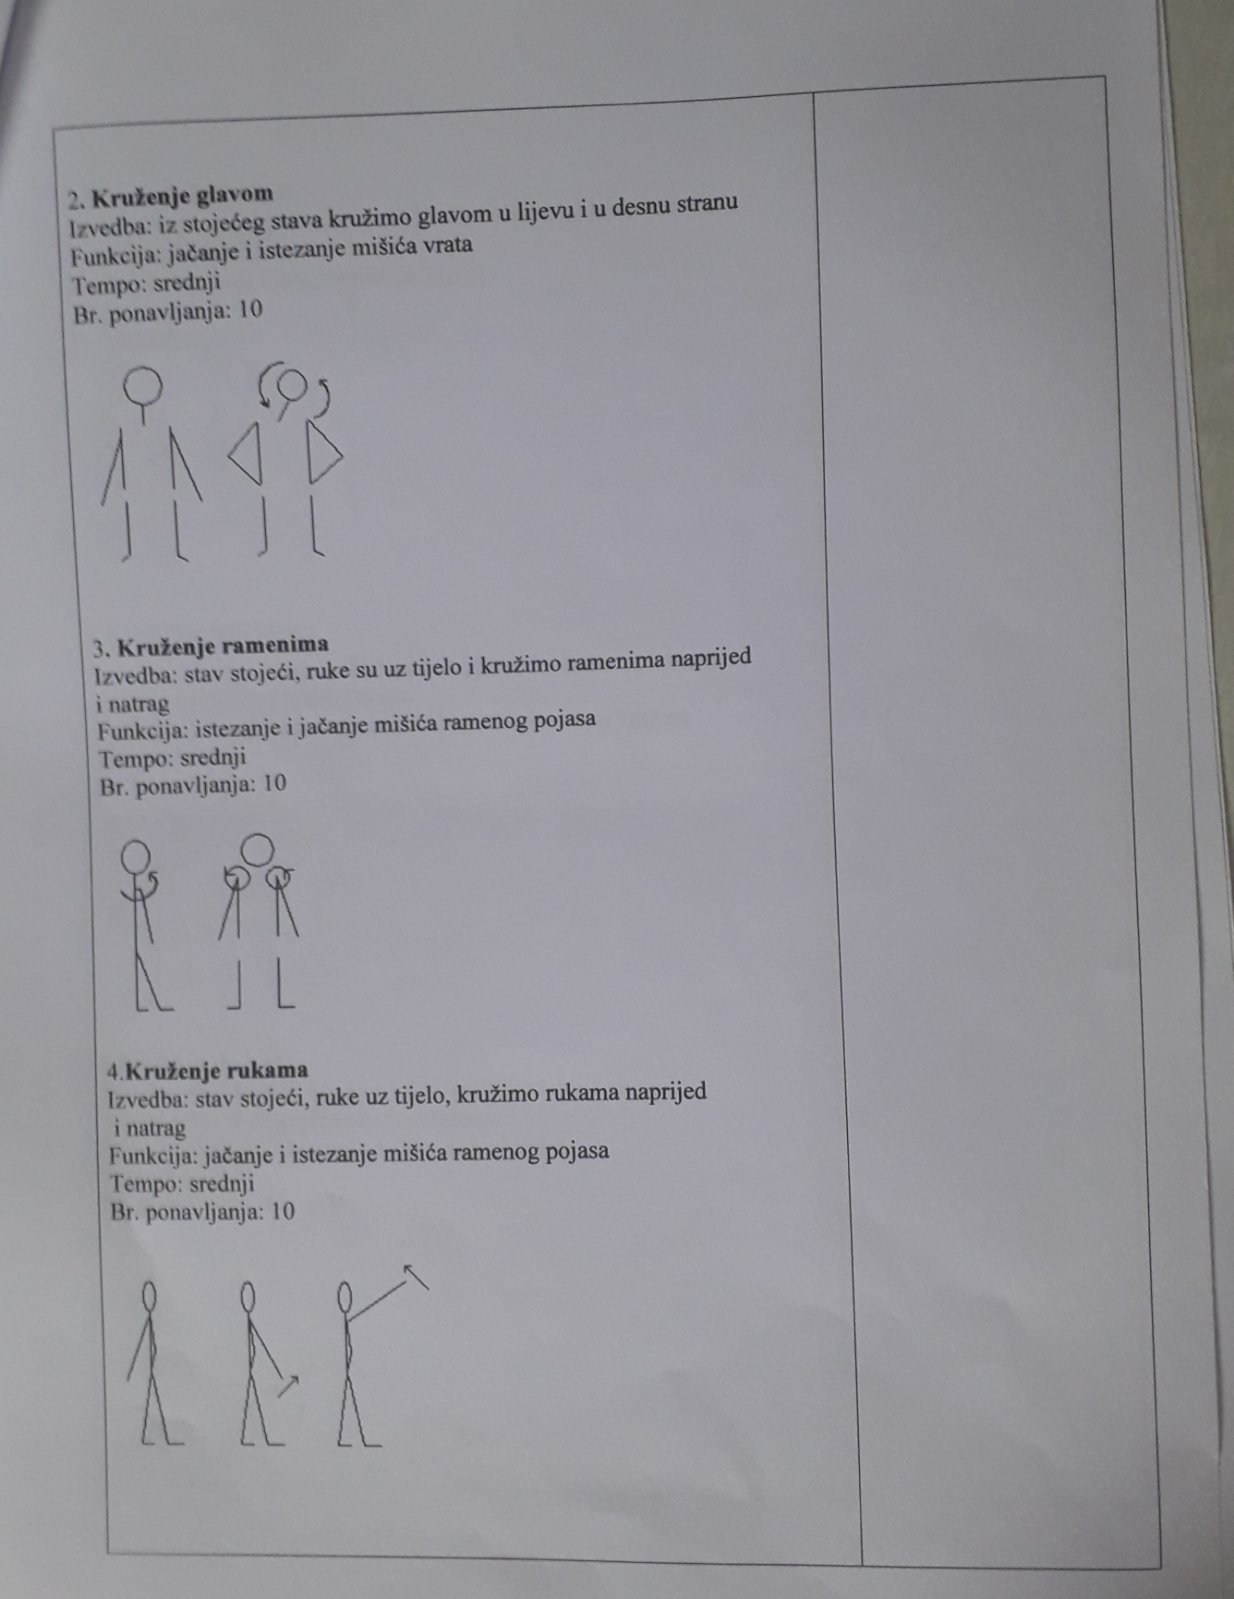 2. Kruženje glavom
Izvedba: iz stojećeg stava kružimo glavom u lijevu i u desnu stranu
Funkcija: jačanje i istezanje mišića vrata
Tempo: srednji
Br. ponavljanja: 10
3. Kruženje ramenima
Izvedba: stav stojeći, ruke su uz tijelo i kružimo ramenima naprijed
i natrag
Funkcija: istezanje i jačanje mišića ramenog pojasa
Tempo: srednji
Br. ponavljanja: 10
4.Kruženje rukama
Izvedba: stav stojeći, ruke uz tijelo, kružimo rukama naprijed
i natrag
Funkcija: jačanje i istezanje mišića ramenog pojasa
Tempo: srednji
Br. ponavljanja: 10